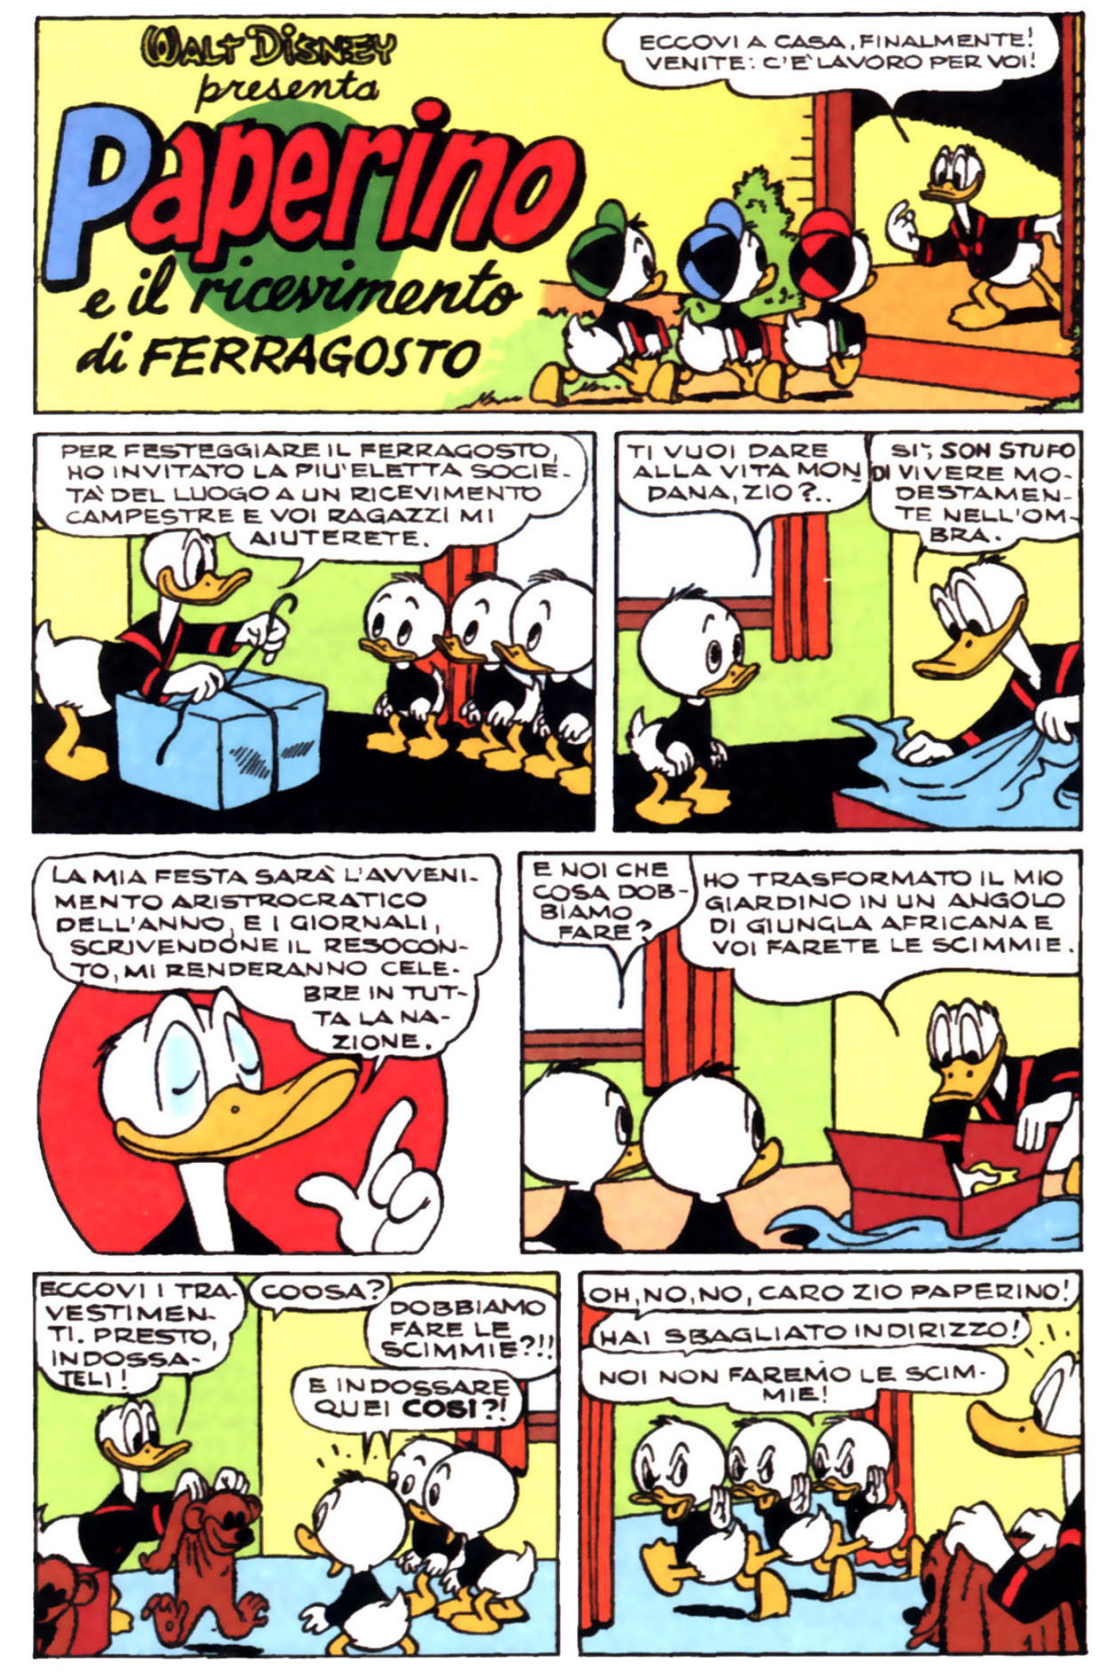 WALT DISNEY
presenta
Paperino
e il ricevimento
di FERRAGOSTO
ECCOVI A CASA, FINALMENTE!
VENITE: C'E' LAVORO PER VOI!
PER FESTEGGIARE IL FERRAGOSTO,
HO INVITATO LA PIU' ELETTA SOCIE-
TA' DEL LUOGO A UN RICEVIMENTO
CAMPESTRE E VOI RAGAZZI MI
AIUTERETE.
TI VUOI DARE
ALLA VITA MON
DANA, ZIO?..
SI', SON STUFO
DI VIVERE MO-
DESTAMEN-
TE NELL'OM-
BRA.
LA MIA FESTA SARA' L'AVVENI-
MENTO ARISTROCRATICO
DELL'ANNO, E I GIORNALI,
SCRIVENDONE IL RESOCON-
TO, MI RENDERANNO CELE-
BRE IN TUT-
TA LA NA-
ZIONE.
E NOI CHE
COSA DOB-
BIAMO
FARE?
HO TRASFORMATO IL MIO
GIARDINO IN UN ANGOLO
DI GIUNGLA AFRICANA E
VOI FARETE LE SCIMMIE.
ECCOVI I TRA-
VESTIMEN-
TI. PRESTO,
INDOSSA-
TELI!
COOSA?
DOBBIAMO
FARE LE
SCIMMIE?!!
E INDOSSARE
QUEI COSI?!
OH, NO, NO, CARO ZIO PAPERINO!
HAI SBAGLIATO INDIRIZZO!
NOI NON FAREMO LE SCIM-
MIE!